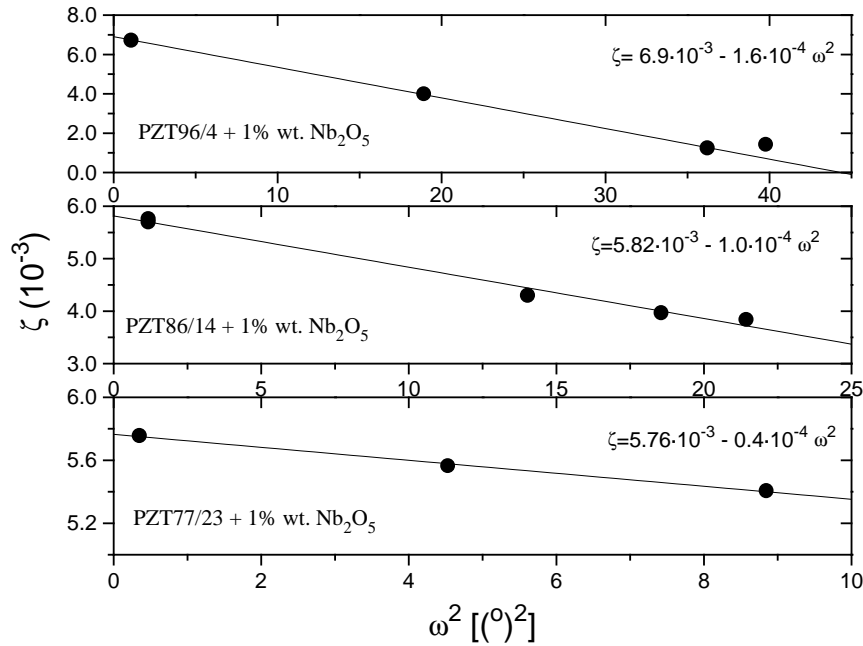 8.0
6.0
4.0
2.0
0.0
ζ= 6.9·10⁻³ - 1.6·10⁻⁴ ω²
PZT96/4 + 1% wt. Nb₂O₅
0 10 20 30 40
6.0
5.0
4.0
3.0
ζ=5.82·10⁻³ - 1.0·10⁻⁴ ω²
PZT86/14 + 1% wt. Nb₂O₅
0 5 10 15 20 25
6.0
5.6
5.2
ζ=5.76·10⁻³ - 0.4·10⁻⁴ ω²
PZT77/23 + 1% wt. Nb₂O₅
0 2 4 6 8 10
ζ (10⁻³)
ω² [(º)²]